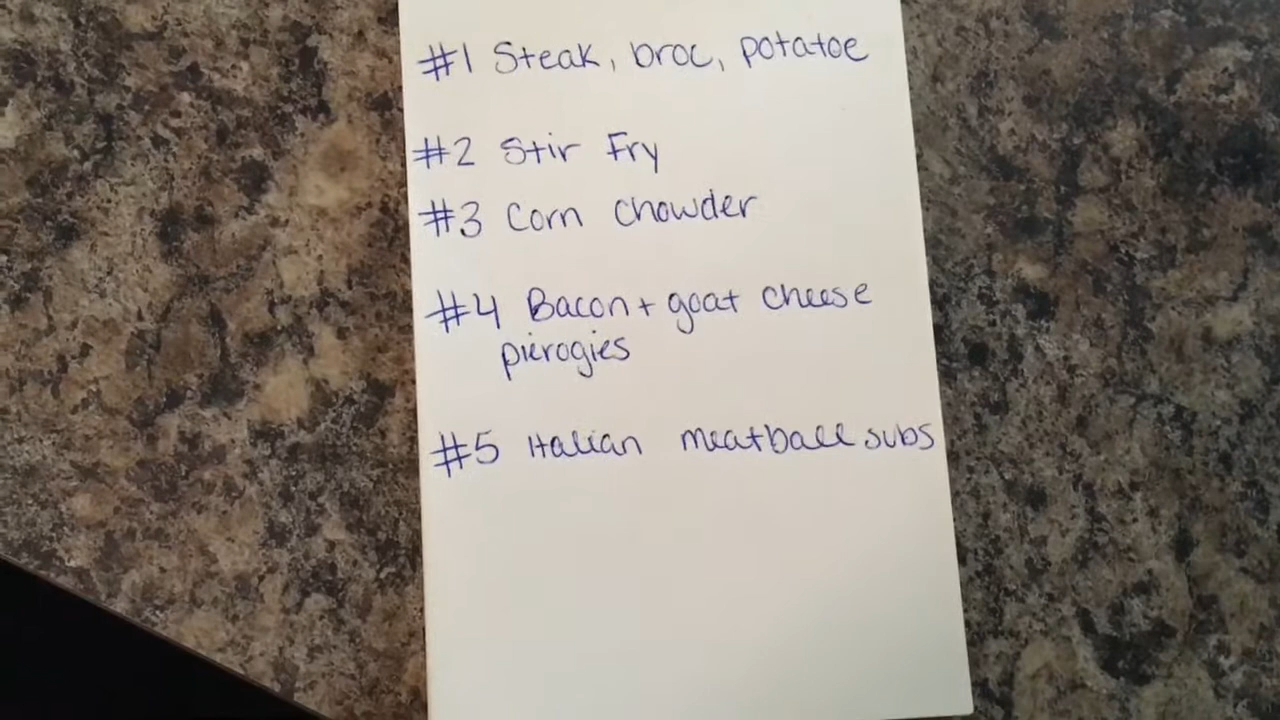 #1 Steak, broc, potatoe
#2 Stir Fry
#3 Corn chowder
#4 Bacon + goat cheese
pierogies
#5 Italian meatball subs